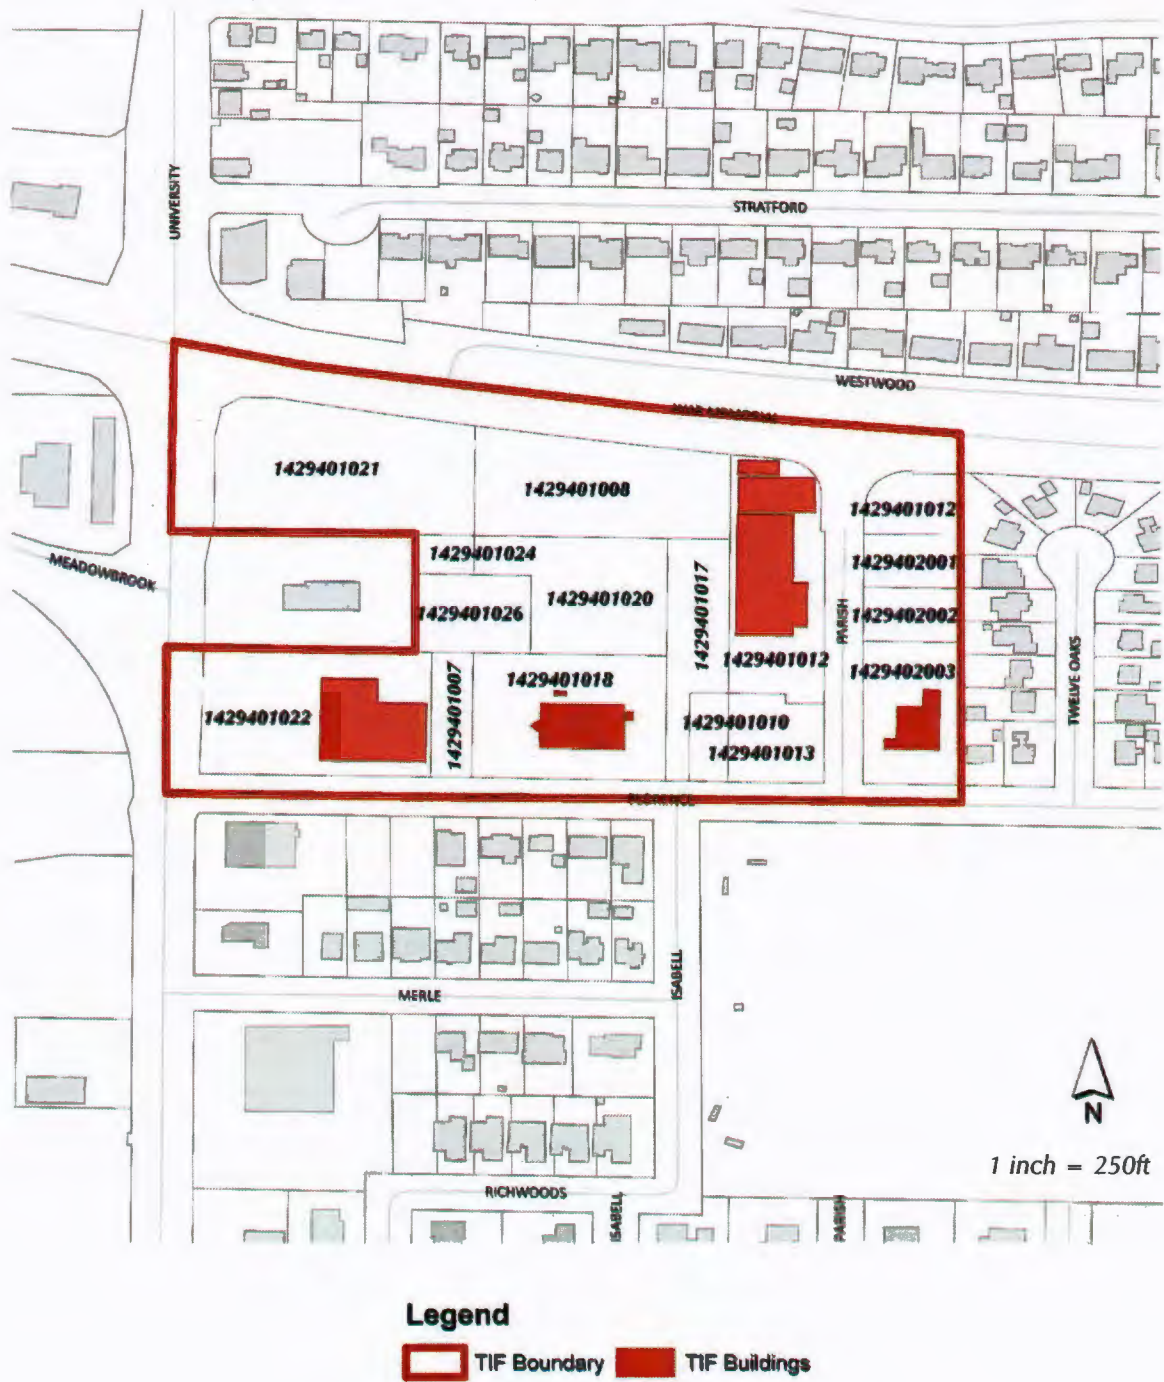 UNIVERSITY
STRATFORD
WESTWOOD
MEADOWBROOK
1429401021
1429401008
1429401012
1429401024
1429402001
1429401020
1429401017
1429401026
1429402002
PARISH
1429401012
1429402003
TWELVE OAKS
1429401007
1429401018
1429401022
1429401010
1429401013
FLORENCE
ISABELL
MERLE
N
1 inch = 250ft
RICHWOODS
ISABELL
PARISH
Legend
TIF Boundary
TIF Buildings